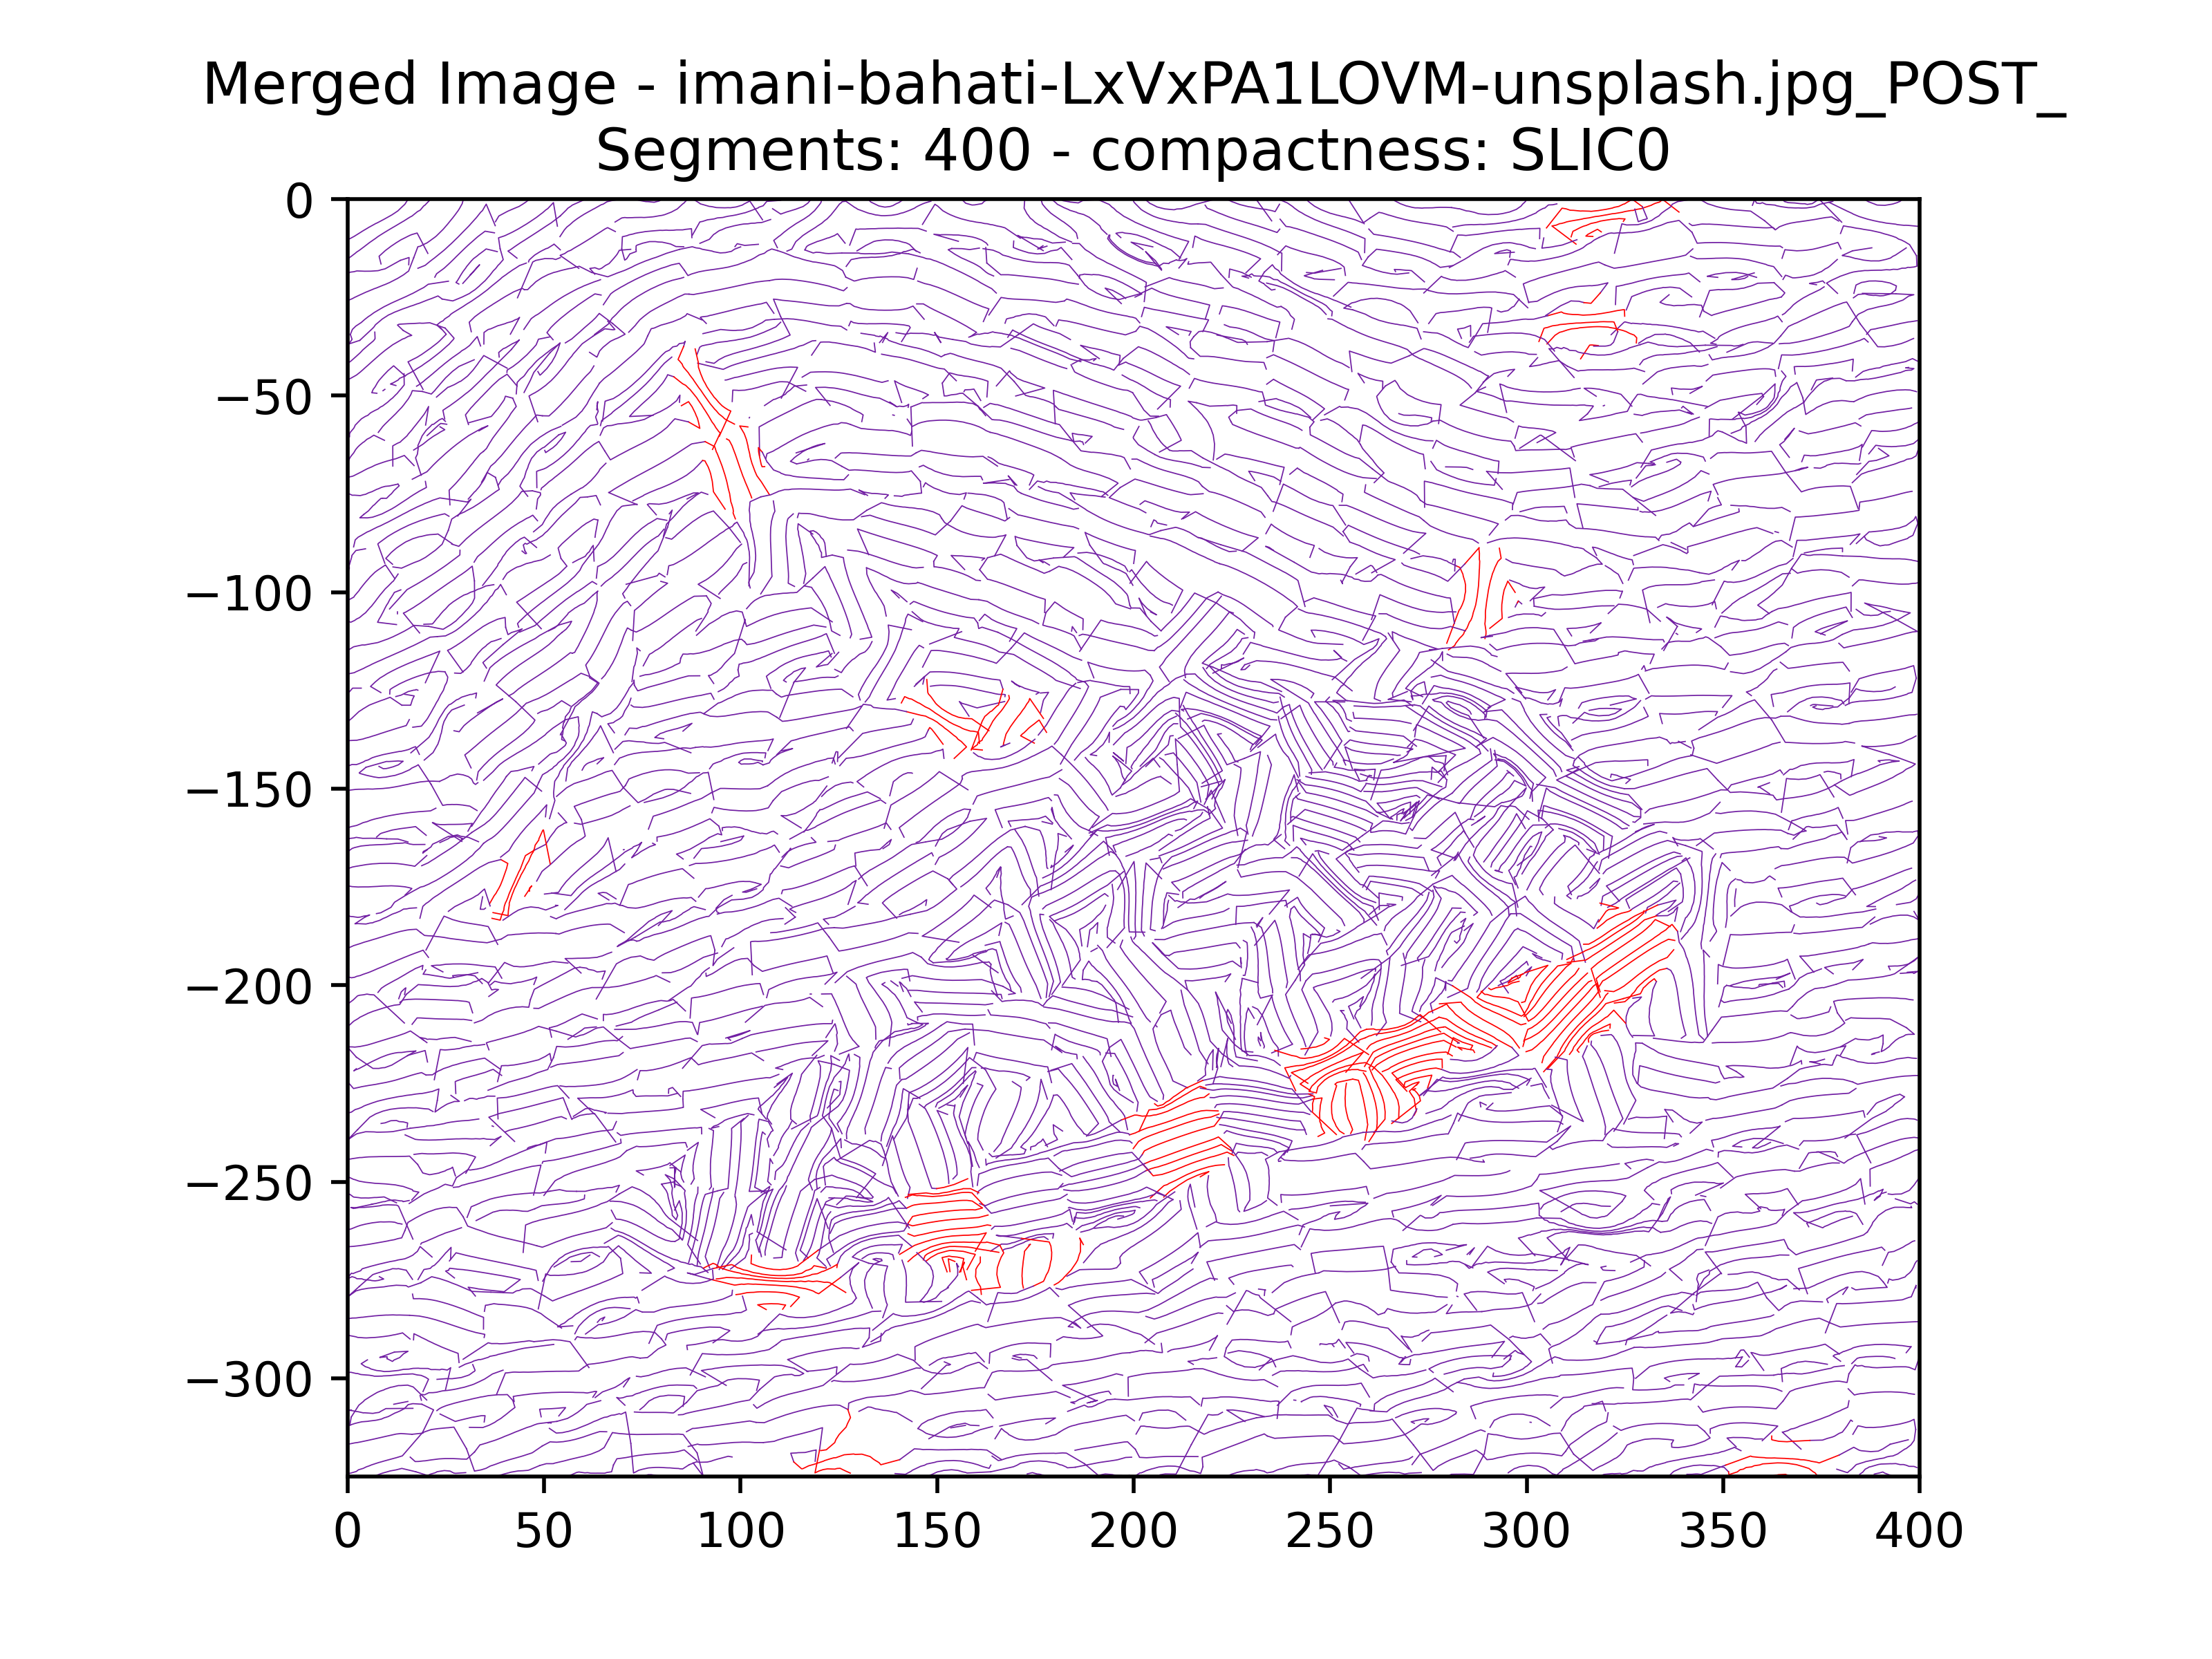 Merged Image - imani-bahati-LxVxPA1LOVM-unsplash.jpg_POST_
Segments: 400 - compactness: SLIC0
0
−50
−100
−150
−200
−250
−300
0 50 100 150 200 250 300 350 400